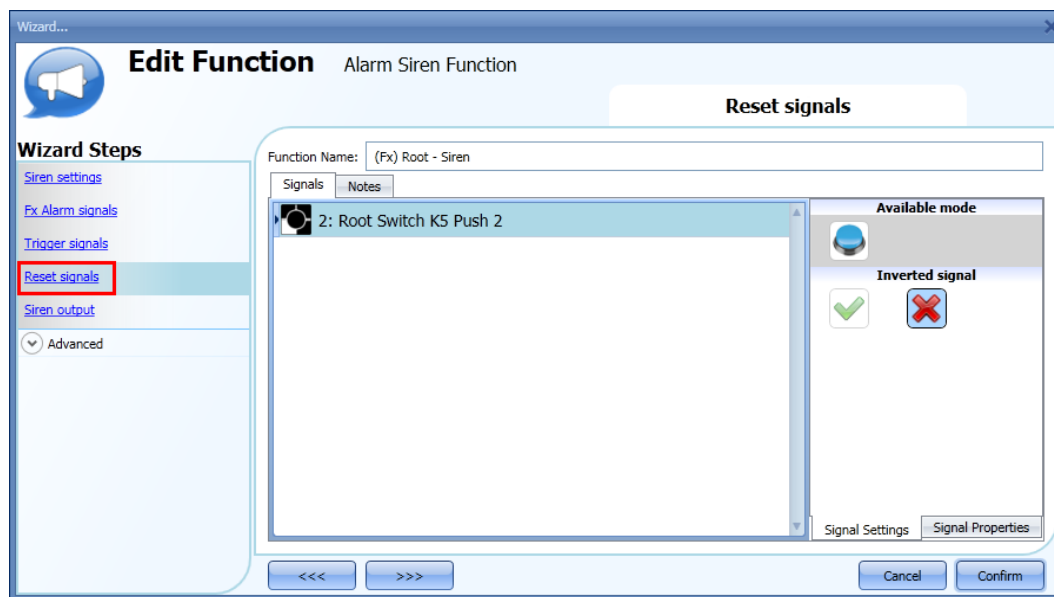 Wizard...
Edit Function Alarm Siren Function
Reset signals
Wizard Steps
Siren settings
Fx Alarm signals
Trigger signals
Reset signals
Siren output
Advanced
Function Name: (Fx) Root - Siren
Signals Notes
2: Root Switch K5 Push 2
Available mode
Inverted signal
Signal Settings Signal Properties
<<< >>> Cancel Confirm